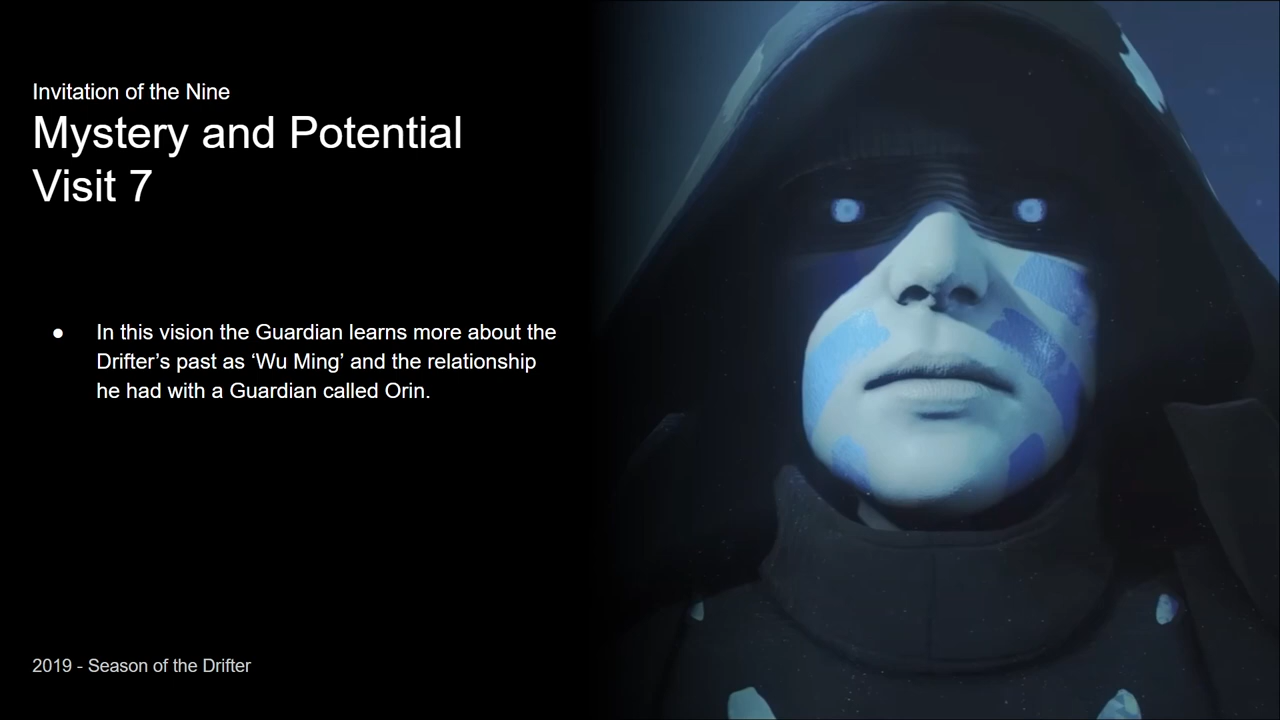 Invitation of the Nine
Mystery and Potential
Visit 7
● In this vision the Guardian learns more about the
Drifter’s past as ‘Wu Ming’ and the relationship
he had with a Guardian called Orin.
2019 - Season of the Drifter